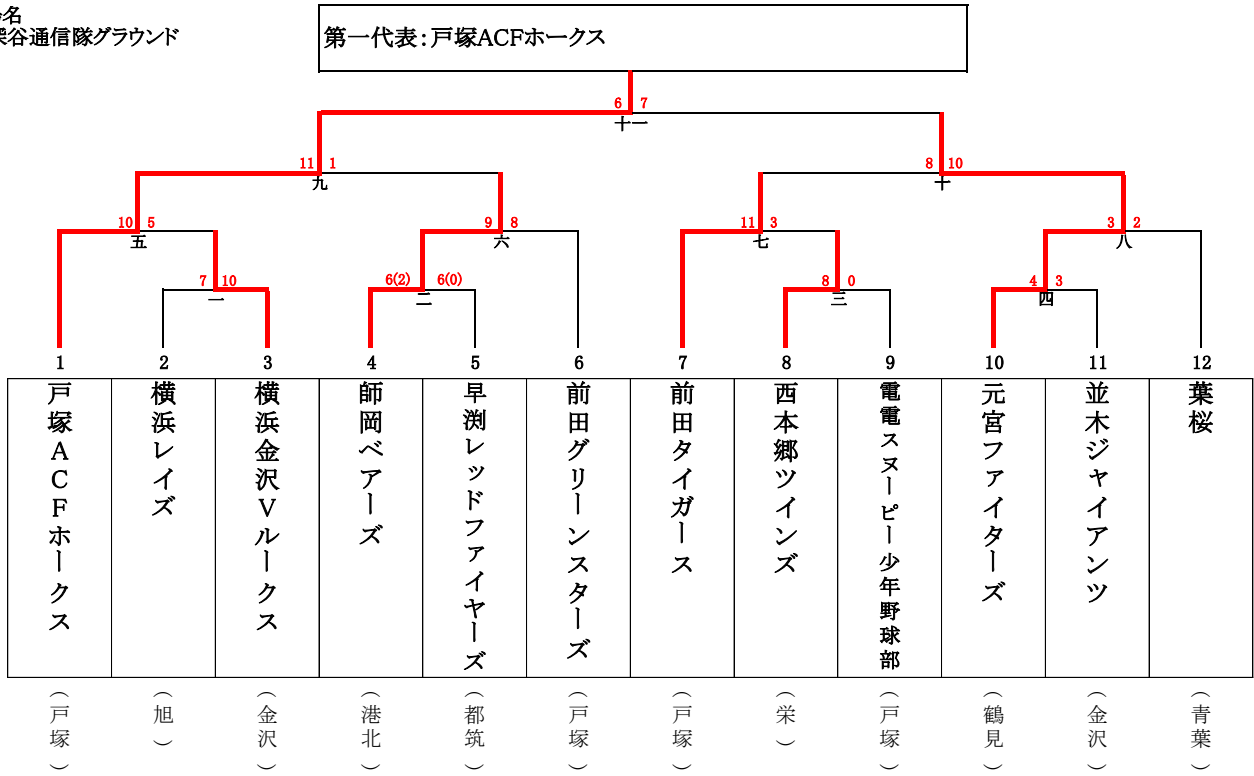 名
深谷通信隊グラウンド
第一代表：戸塚ACFホークス
6 7
十一
11 1
九
8 10
十
10 5
五
9 8
六
11 3
七
3 2
八
7 10
一
6(2) 6(0)
二
8 0
三
4 3
四
1 2 3 4 5 6 7 8 9 10 11 12
戸塚ACFホークス
横浜レイズ
横浜金沢Vルークス
師岡ベアーズ
早渕レッドファイヤーズ
前田グリーンスターズ
前田タイガース
西本郷ツインズ
電電スヌーピー少年野球部
元宮ファイターズ
並木ジャイアンツ
葉桜
（戸塚）
（旭）
（金沢）
（港北）
（都筑）
（戸塚）
（戸塚）
（栄）
（戸塚）
（鶴見）
（金沢）
（青葉）